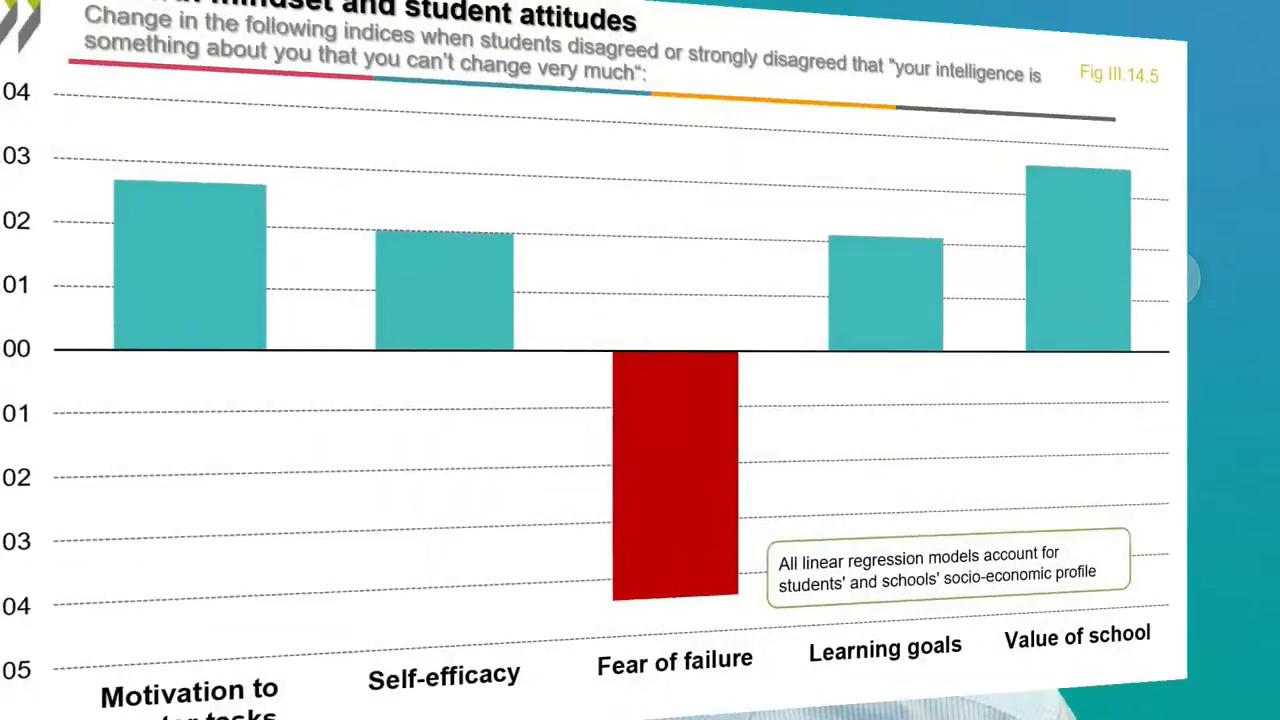 and student attitudes
Change in the following indices when students disagreed or strongly disagreed that "your intelligence is
something about you that you can't change very much":
Fig III.14.5
04
03
02
01
00
01
02
03
04
05
All linear regression models account for
students' and schools' socio-economic profile
Motivation to
tasks
Self-efficacy
Fear of failure
Learning goals
Value of school